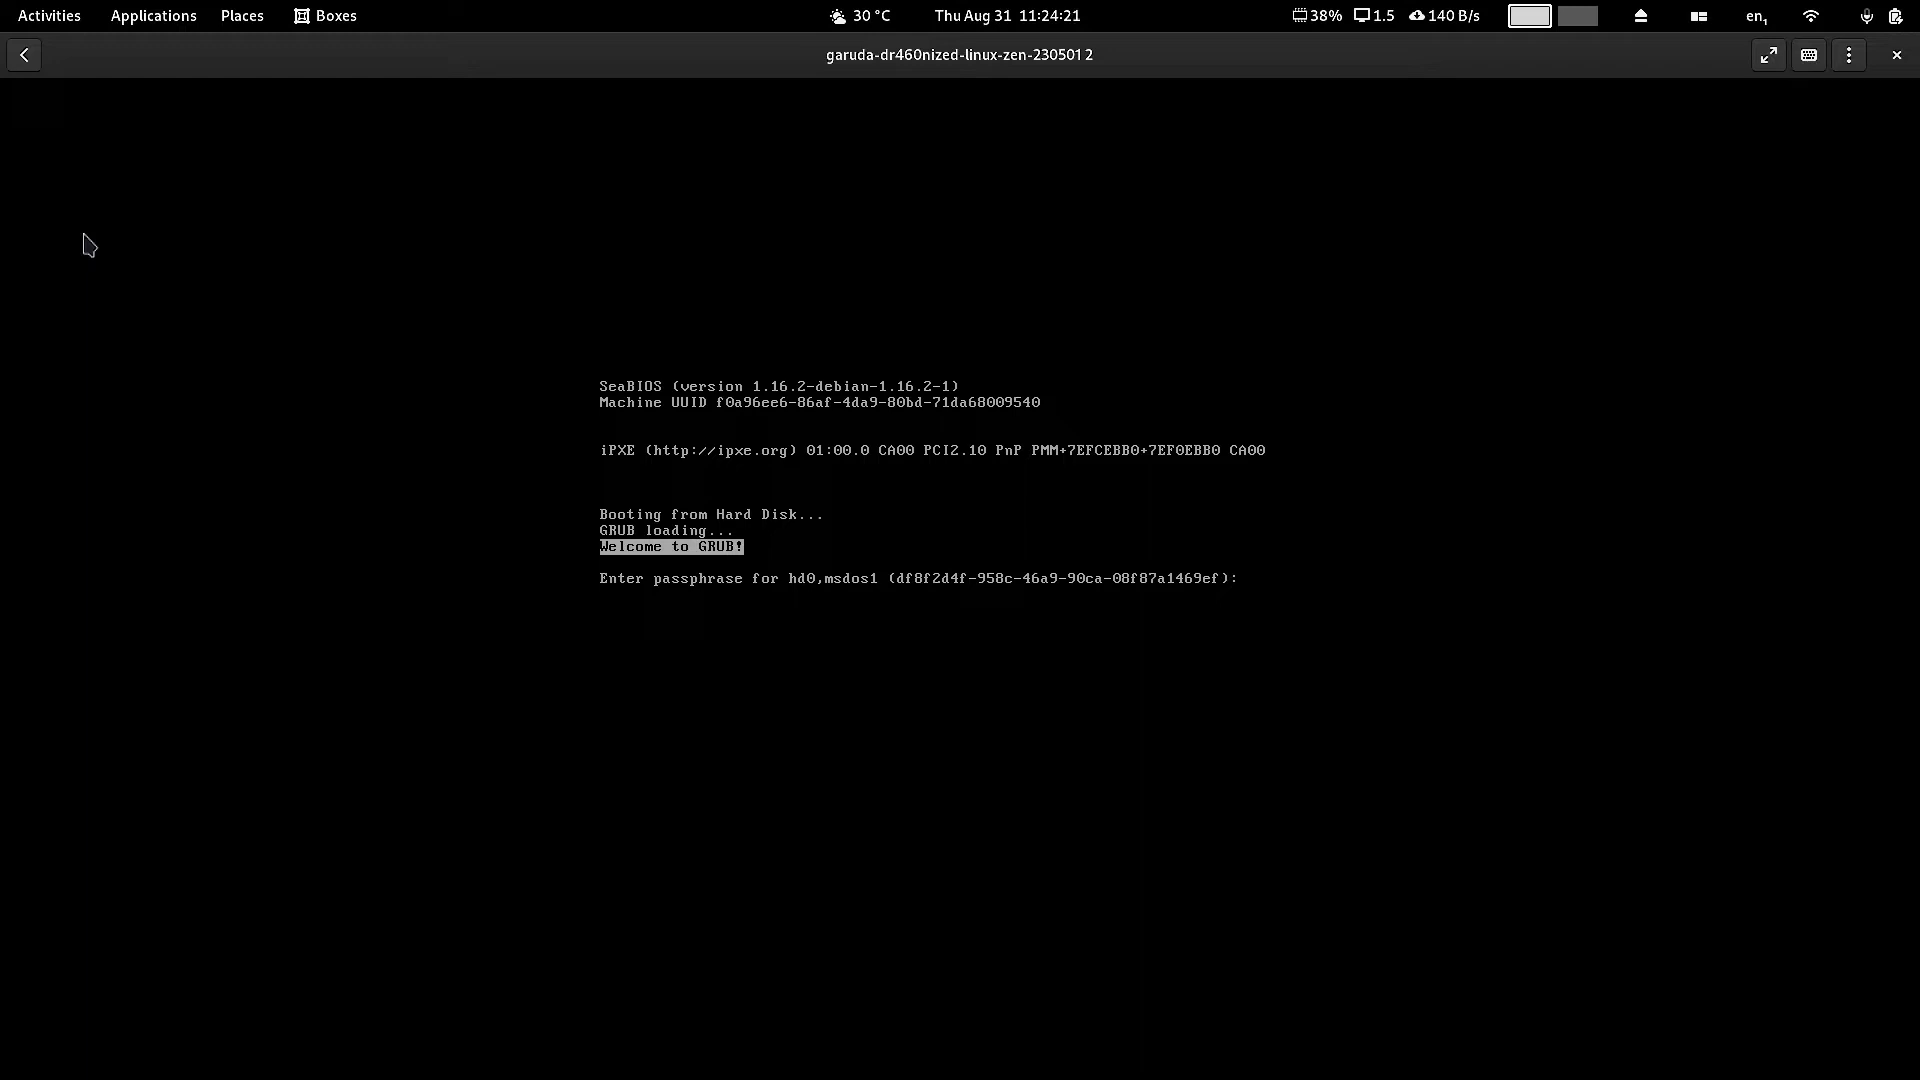 Activities Applications Places Boxes 30 °C Thu Aug 31 11:24:21 38% 1.5 140 B/s en1
garuda-dr460nized-linux-zen-230501 2
SeaBIOS (version 1.16.2-debian-1.16.2-1)
Machine UUID f0a96ee6-86af-4da9-80bd-71da68009540
iPXE (http://ipxe.org) 01:00.0 CA00 PCI2.10 PnP PMM+7EFCEBB0+7EF0EBB0 CA00
Booting from Hard Disk...
GRUB loading...
Welcome to GRUB!
Enter passphrase for hd0,msdos1 (df8f2d4f-958c-46a9-90ca-08f87a1469ef):